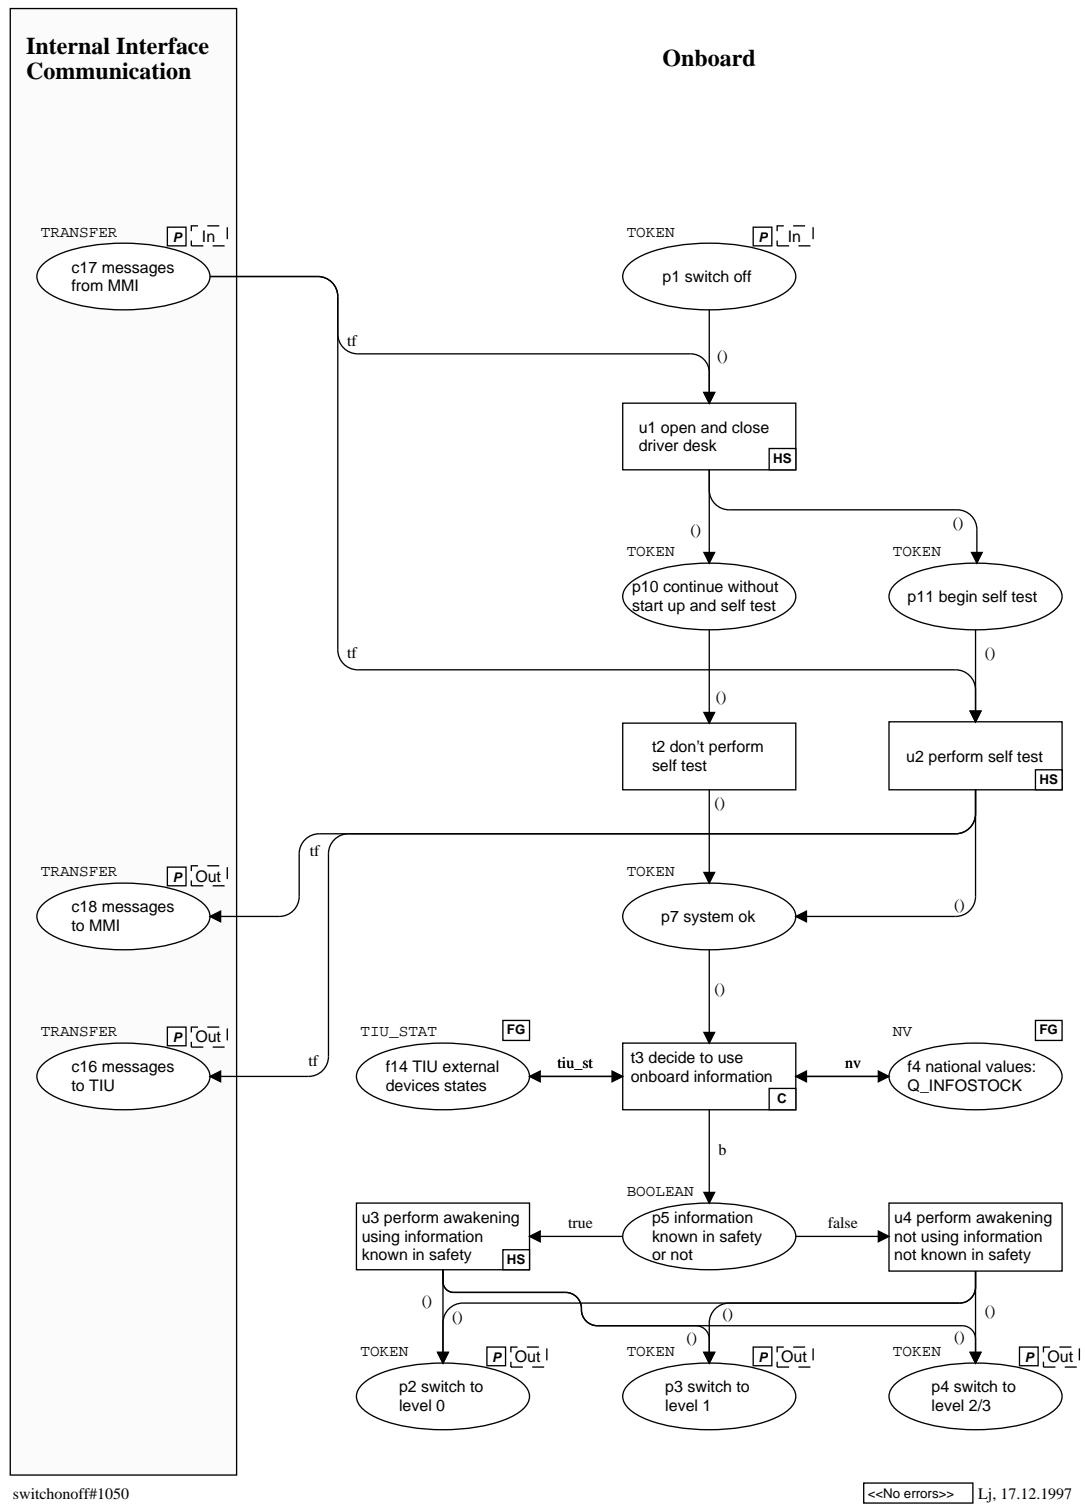 Internal Interface
Communication
Onboard
TRANSFER
P In
c17 messages
from MMI
TOKEN
P In
p1 switch off
tf
()
u1 open and close
driver desk
HS
()
()
TOKEN
p10 continue without
start up and self test
TOKEN
p11 begin self test
tf
()
()
t2 don't perform
self test
u2 perform self test
HS
()
tf
TRANSFER
P Out
c18 messages
to MMI
TOKEN
p7 system ok
()
()
TRANSFER
P Out
c16 messages
to TIU
tf
TIU_STAT
FG
f14 TIU external
devices states
tiu_st
t3 decide to use
onboard information
C
nv
NV
FG
f4 national values:
Q_INFOSTOCK
b
BOOLEAN
u3 perform awakening
using information
known in safety
HS
true
p5 information
known in safety
or not
false
u4 perform awakening
not using information
not known in safety
()
()
()
()
()
()
TOKEN
P Out
p2 switch to
level 0
TOKEN
P Out
p3 switch to
level 1
TOKEN
P Out
p4 switch to
level 2/3
switchonoff#1050
<<No errors>>
Lj, 17.12.1997